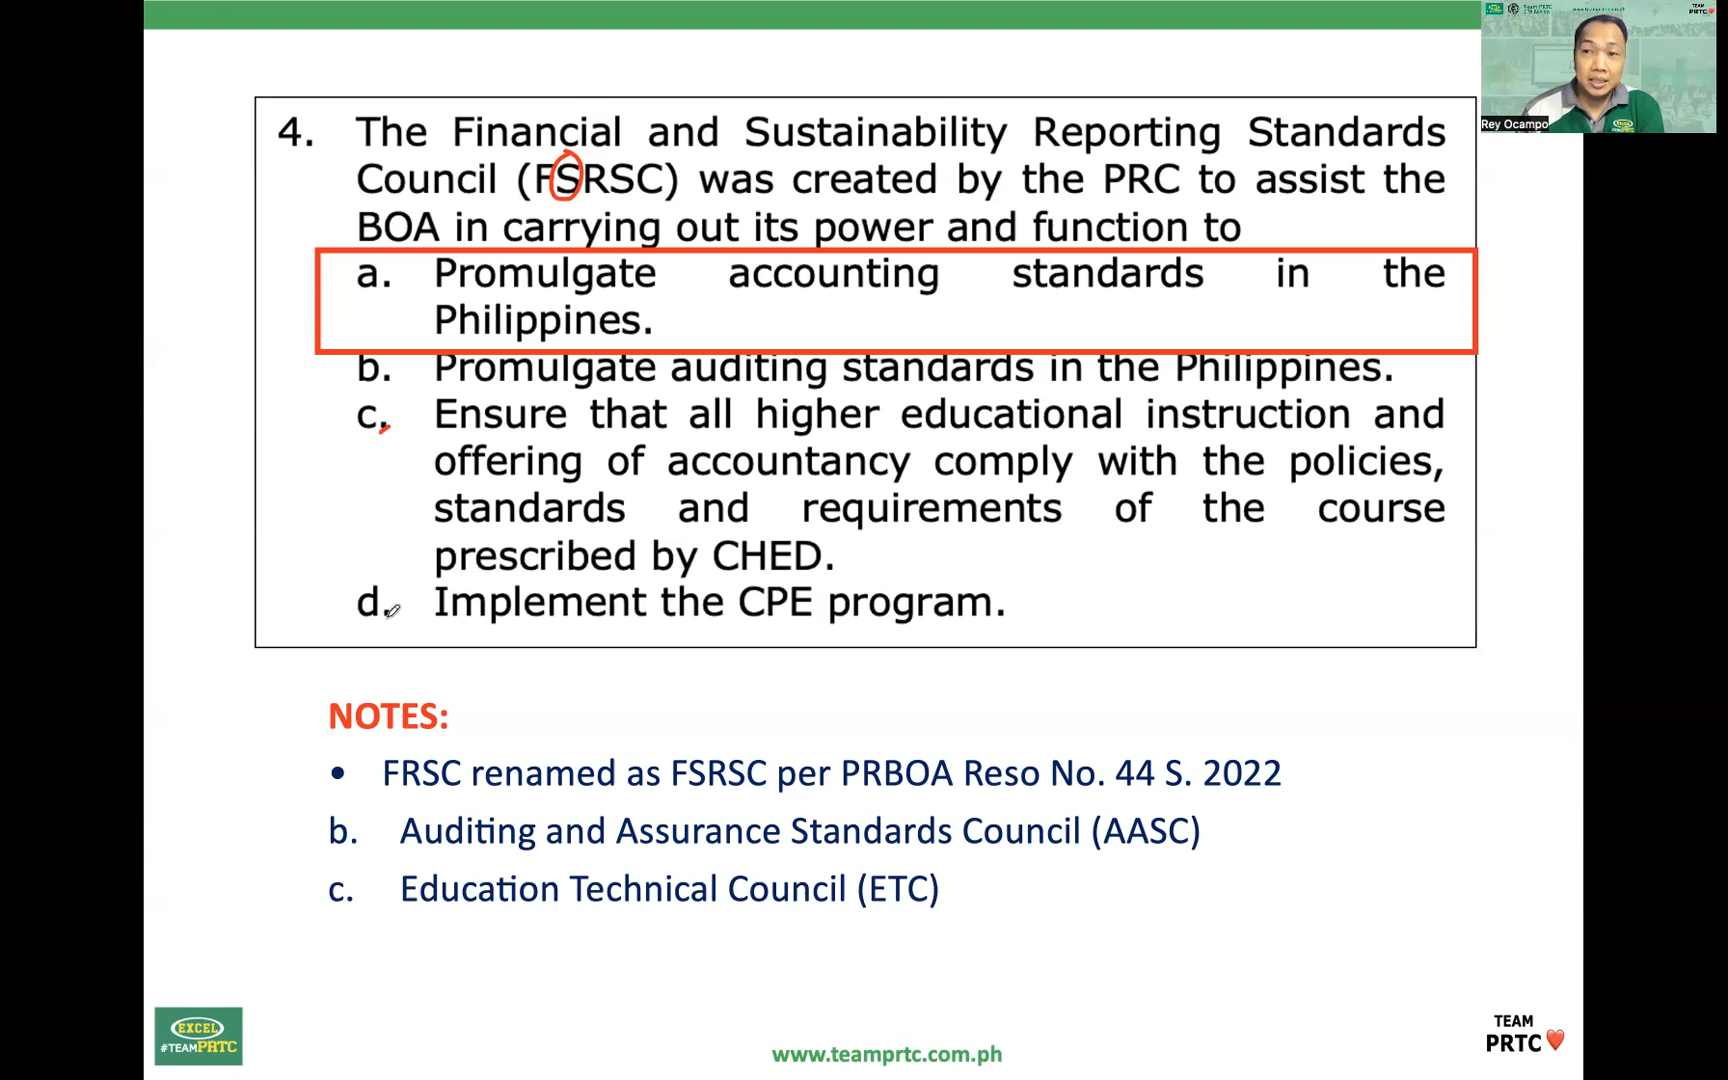 TEAM
PRTC
Rey Ocampo
4. The Financial and Sustainability Reporting Standards
Council (FSRSC) was created by the PRC to assist the
BOA in carrying out its power and function to
a. Promulgate accounting standards in the
Philippines.
b. Promulgate auditing standards in the Philippines.
c. Ensure that all higher educational instruction and
offering of accountancy comply with the policies,
standards and requirements of the course
prescribed by CHED.
d. Implement the CPE program.
NOTES:
• FRSC renamed as FSRSC per PRBOA Reso No. 44 S. 2022
b. Auditing and Assurance Standards Council (AASC)
c. Education Technical Council (ETC)
EXCEL
#TEAMPRTC
www.teamprtc.com.ph
TEAM
PRTC